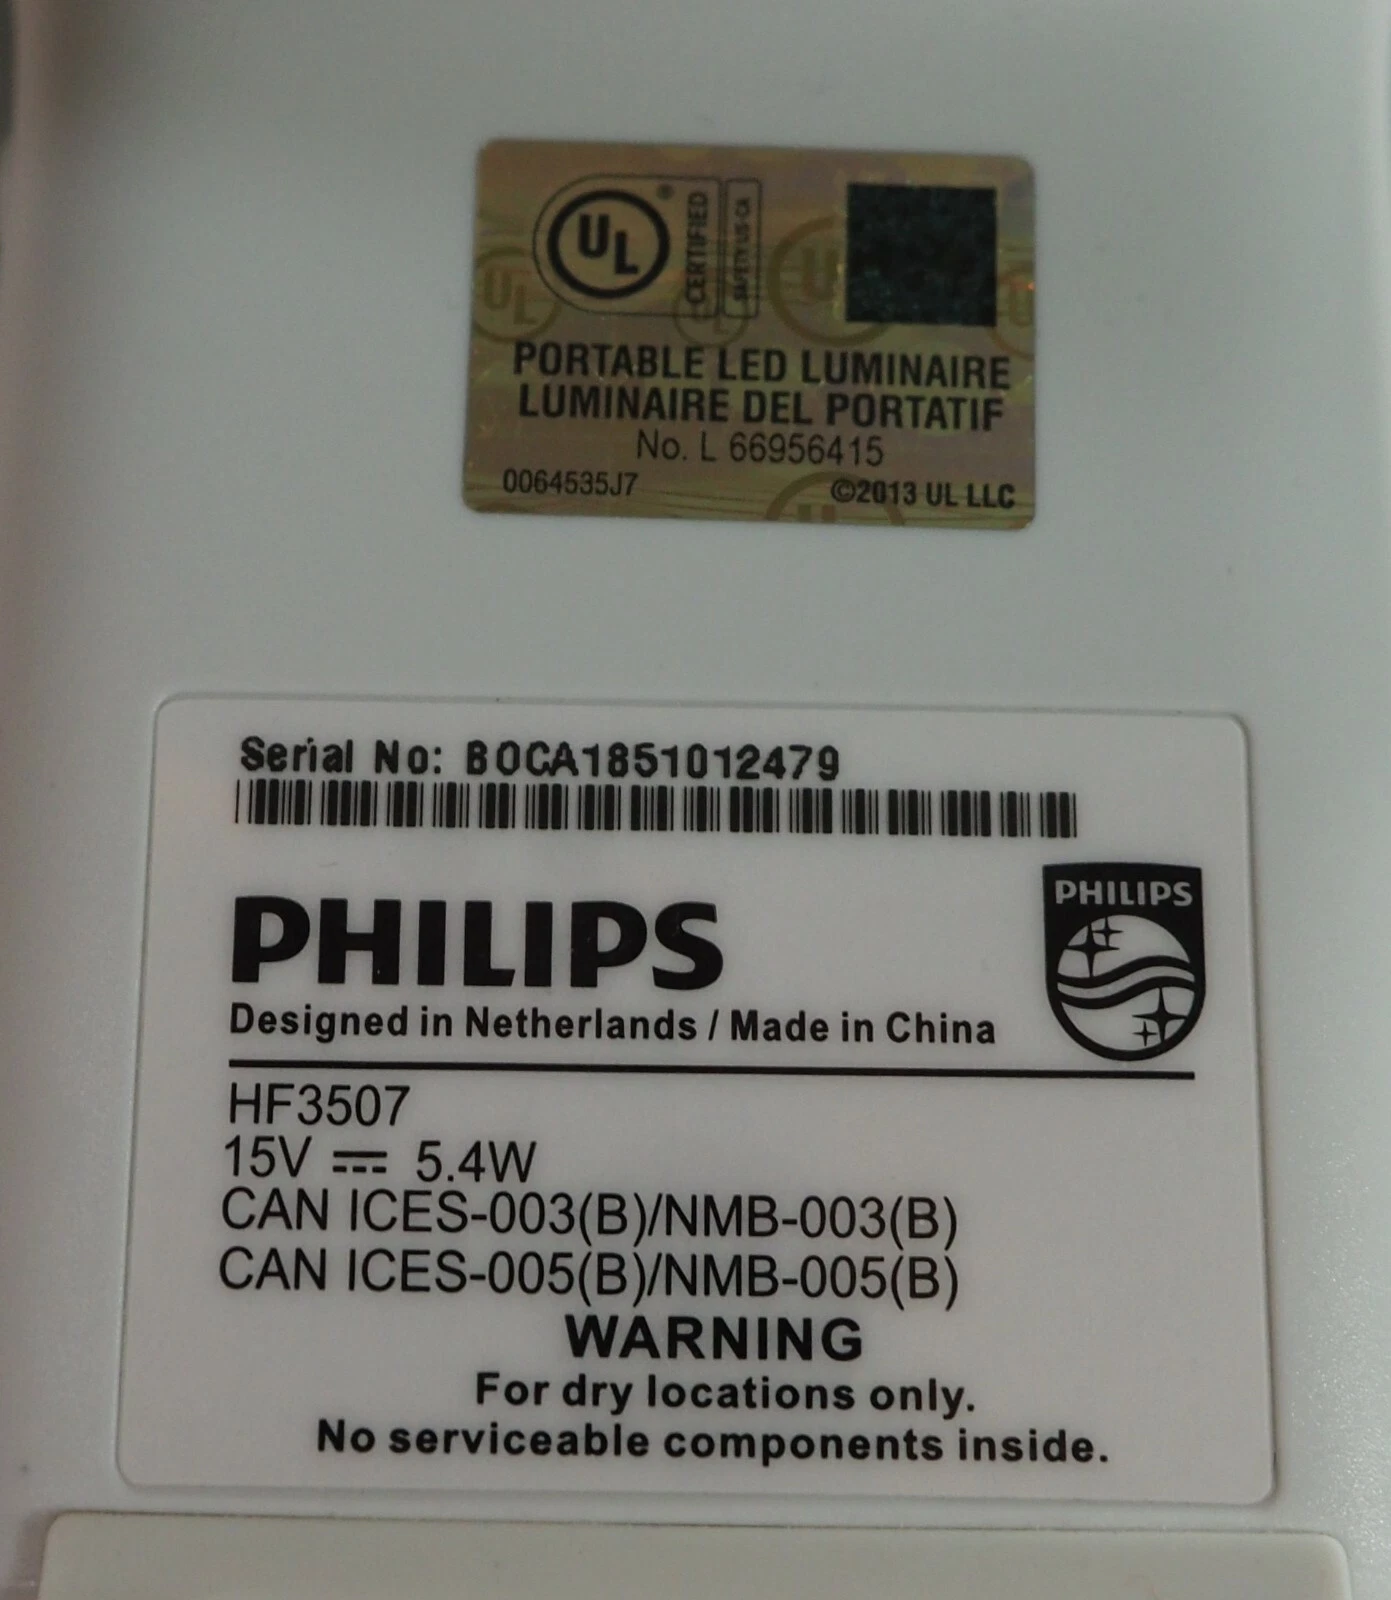 UL® CERTIFIED SAFETY US-CA
PORTABLE LED LUMINAIRE
LUMINAIRE DEL PORTATIF
No. L 66956415
0064535J7 ©2013 UL LLC
Serial No: BOCA1851012479
PHILIPS
PHILIPS
Designed in Netherlands / Made in China
HF3507
15V ⎓ 5.4W
CAN ICES-003(B)/NMB-003(B)
CAN ICES-005(B)/NMB-005(B)
WARNING
For dry locations only.
No serviceable components inside.